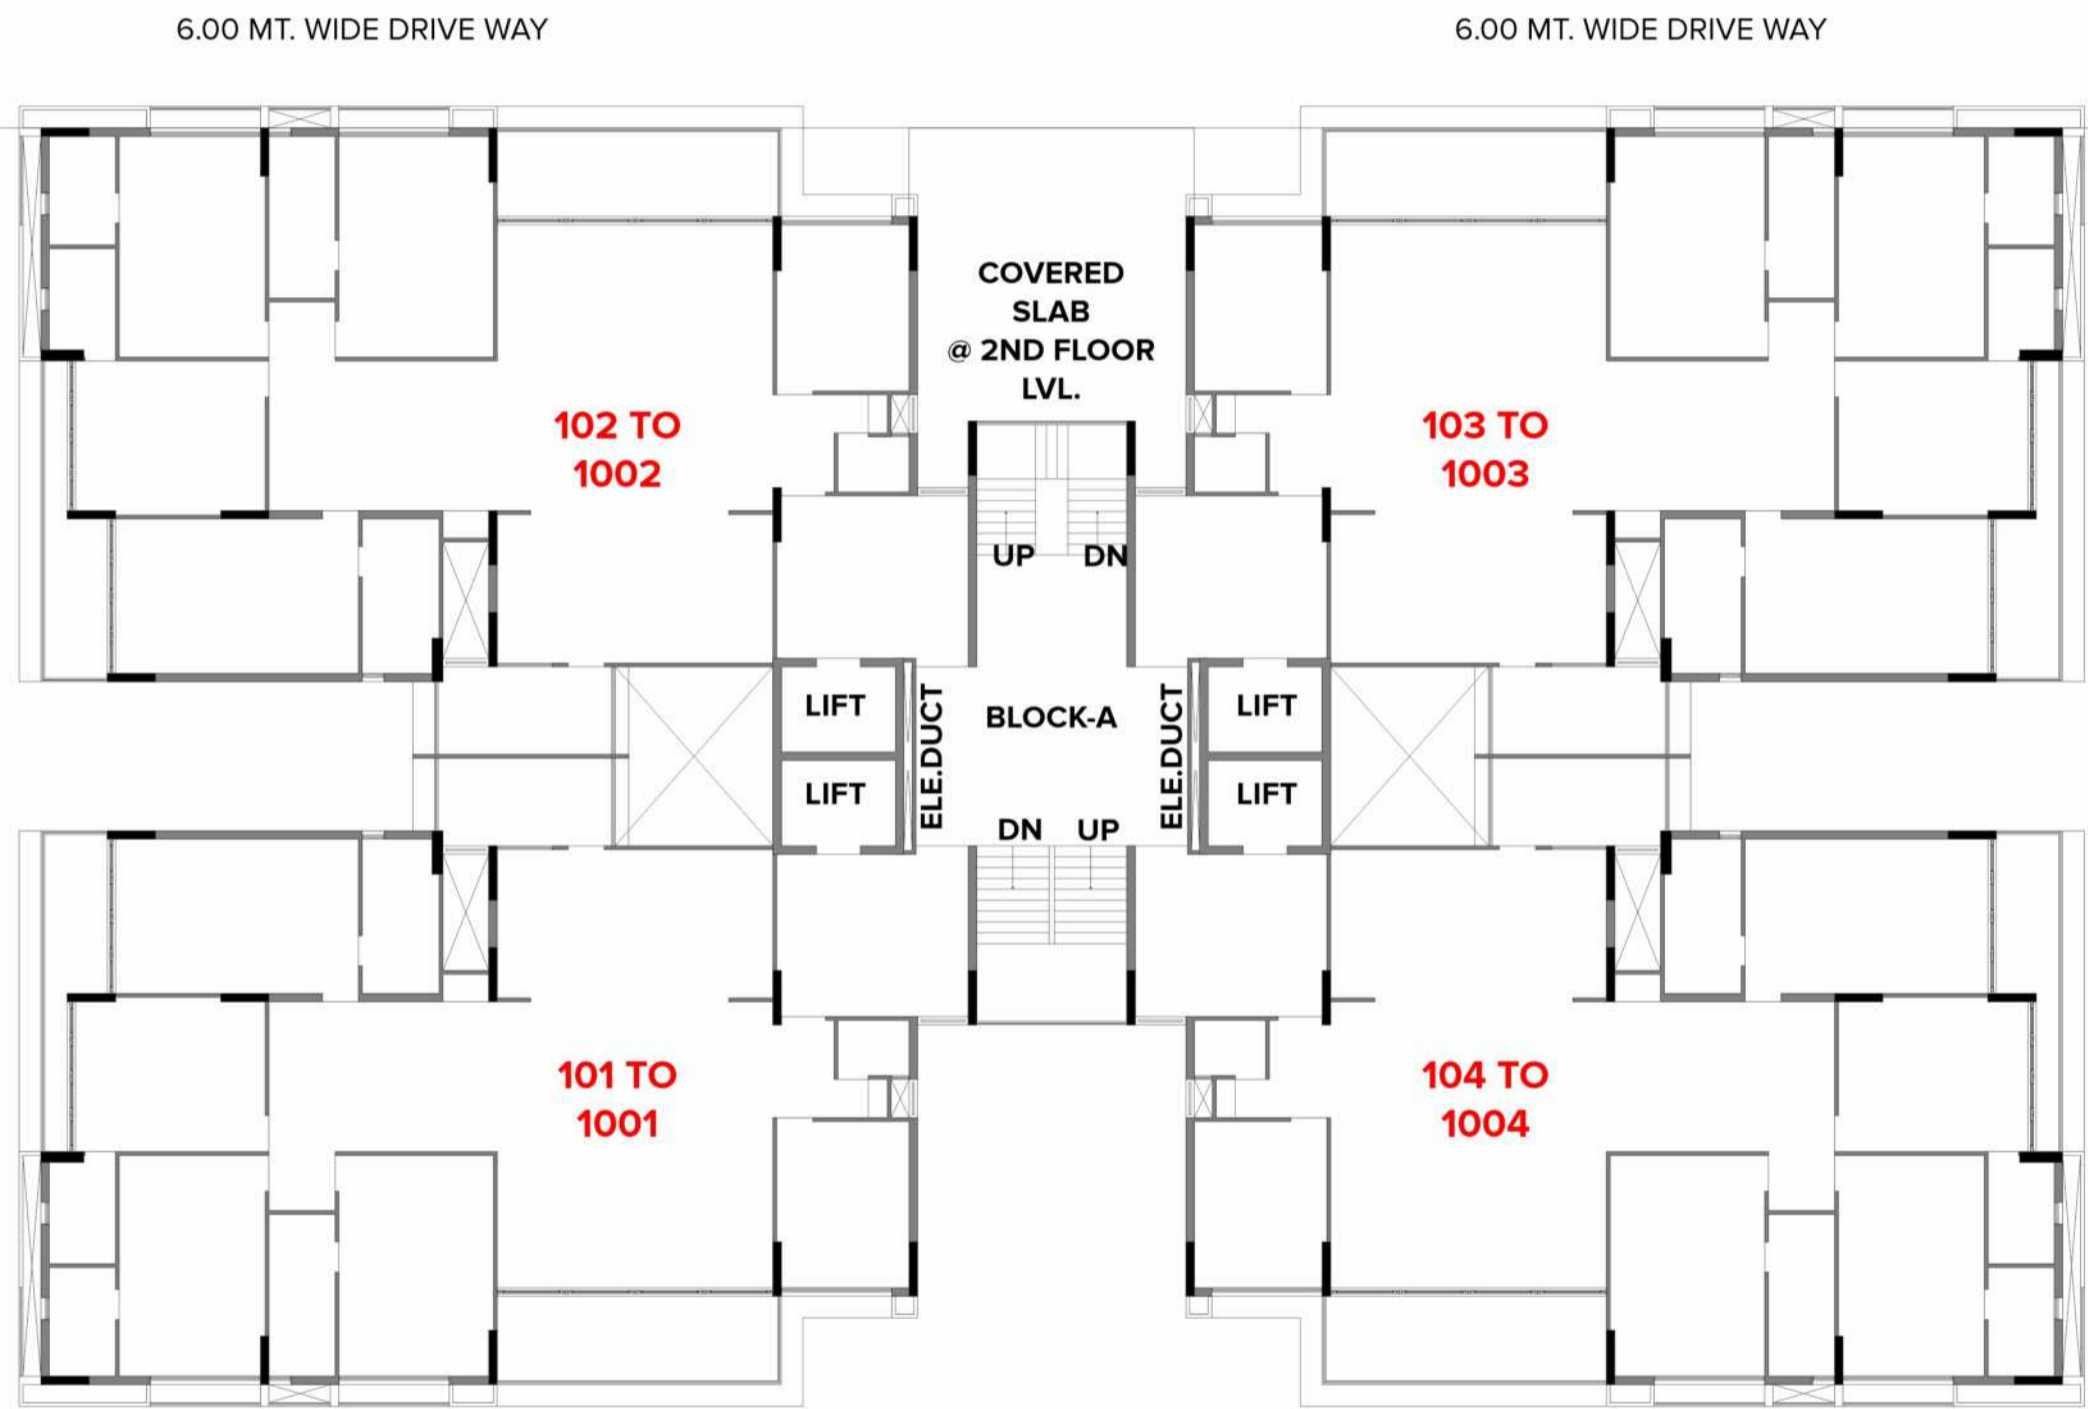 6.00 MT. WIDE DRIVE WAY
6.00 MT. WIDE DRIVE WAY
COVERED
SLAB
@ 2ND FLOOR
LVL.
102 TO
1002
103 TO
1003
UP
DN
LIFT
LIFT
ELE.DUCT
BLOCK-A
ELE.DUCT
LIFT
LIFT
DN
UP
101 TO
1001
104 TO
1004